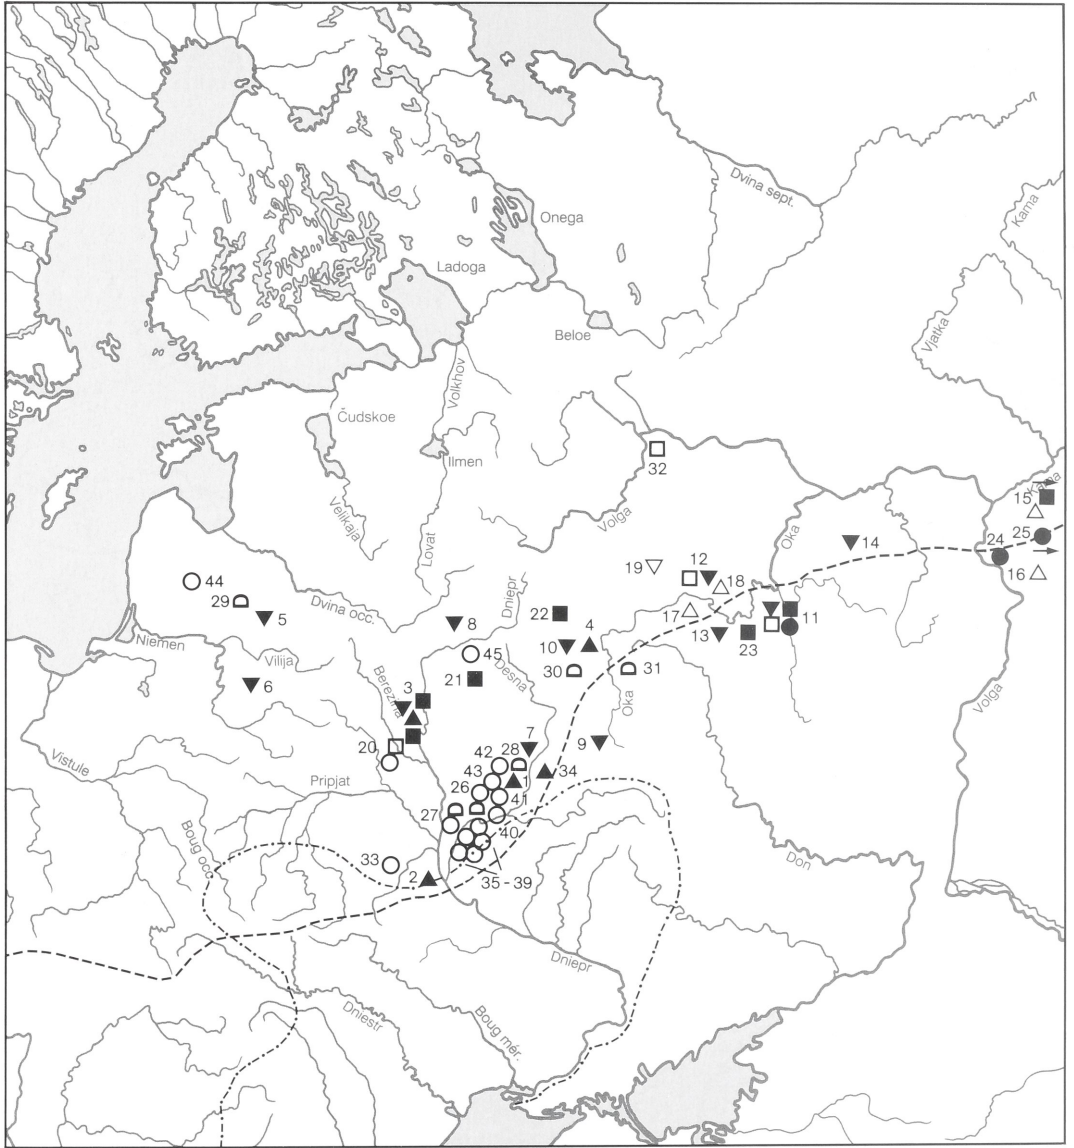 Onega
Dvina sept.
Kama
Ladoga
Beloe
Vjatka
Volkhov
Čudskoe
Ilmen
32
Kama
15
Velikaja
Lovat
Volga
Oka
14
25
24
16
44
29
5
Dvina occ.
8
Dniepr
22
19
12
18
17
4
10
13
23
11
Niemen
Vilija
6
45
Desna
30
31
Oka
Volga
Berezina
3
21
20
7
9
Vistule
Pripjat
42
28
43
1
34
26
41
27
40
Boug occ.
33
2
35 - 39
Don
Dniepr
Dniestr
Boug mér.